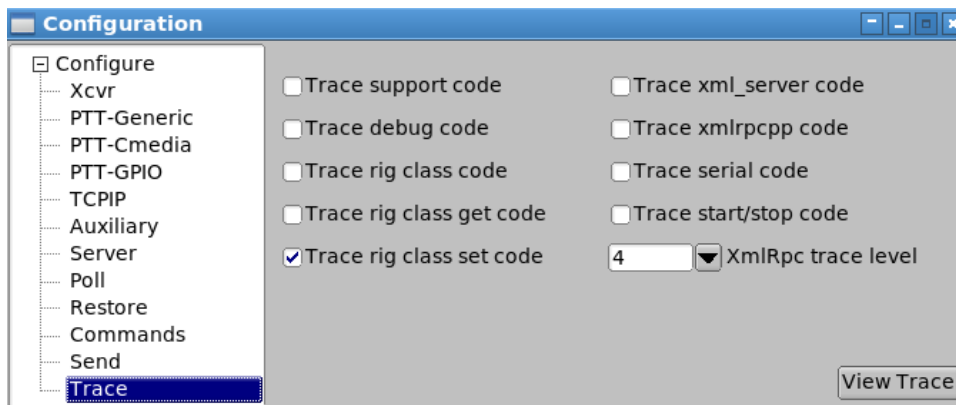 Configuration
Configure
Xcvr
PTT-Generic
PTT-Cmedia
PTT-GPIO
TCPIP
Auxiliary
Server
Poll
Restore
Commands
Send
Trace
Trace support code
Trace debug code
Trace rig class code
Trace rig class get code
Trace rig class set code
Trace xml_server code
Trace xmlrpcpp code
Trace serial code
Trace start/stop code
4 XmlRpc trace level
View Trace